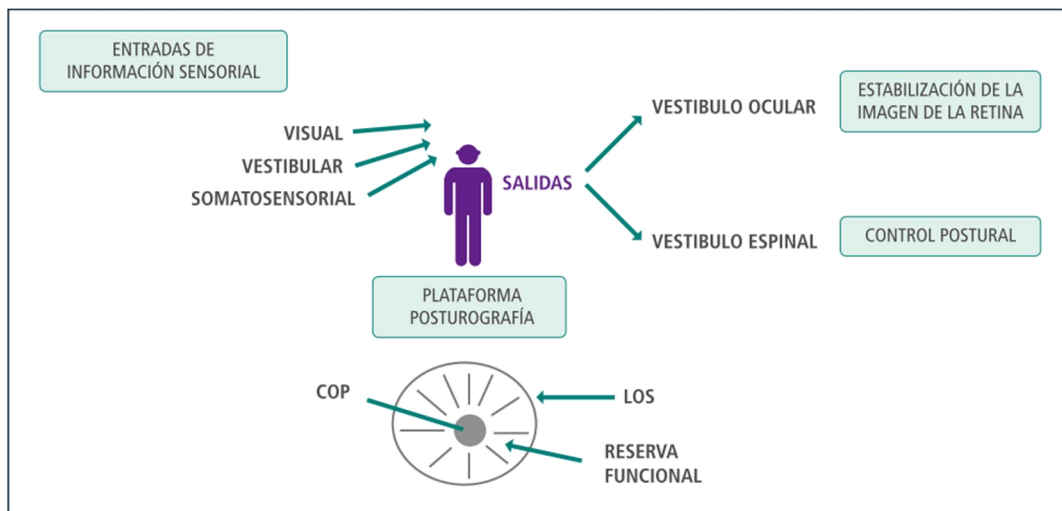 ENTRADAS DE
INFORMACIÓN SENSORIAL
VISUAL
VESTIBULAR
SOMATOSENSORIAL
SALIDAS
VESTIBULO OCULAR
ESTABILIZACIÓN DE LA
IMAGEN DE LA RETINA
VESTIBULO ESPINAL
CONTROL POSTURAL
PLATAFORMA
POSTUROGRAFÍA
COP
LOS
RESERVA
FUNCIONAL